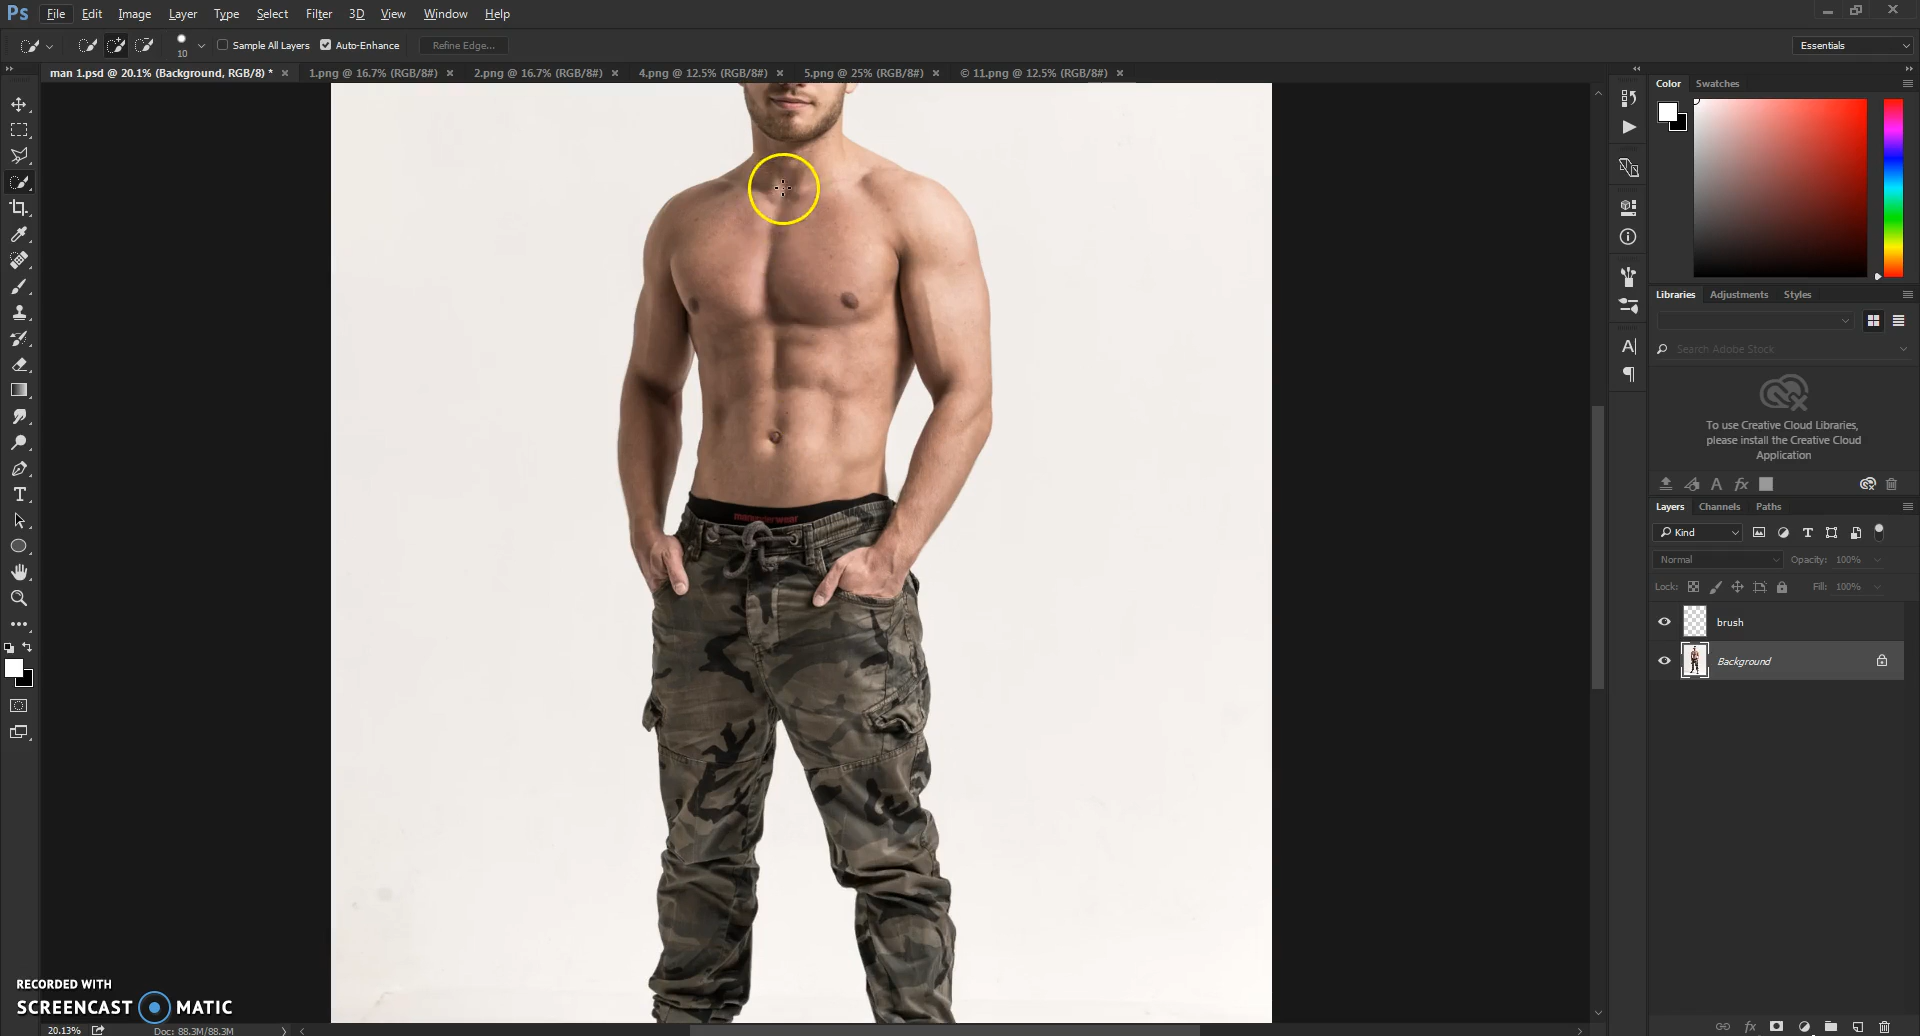 Ps File Edit Image Layer Type Select Filter 3D View Window Help
10 Sample All Layers Auto-Enhance Refine Edge... Essentials
man 1.psd @ 20.1% (Background, RGB/8) * × 1.png @ 16.7% (RGB/8#) × 2.png @ 16.7% (RGB/8#) × 4.png @ 12.5% (RGB/8#) × 5.png @ 25% (RGB/8#) × © 11.png @ 12.5% (RGB/8#) ×
Color Swatches
Libraries Adjustments Styles
Search Adobe Stock
To use Creative Cloud Libraries,
please install the Creative Cloud
Application
Layers Channels Paths
Kind
Normal Opacity: 100%
Lock: Fill: 100%
brush
Background
RECORDED WITH
SCREENCAST MATIC
20.13% Doc: 88.3M/88.3M